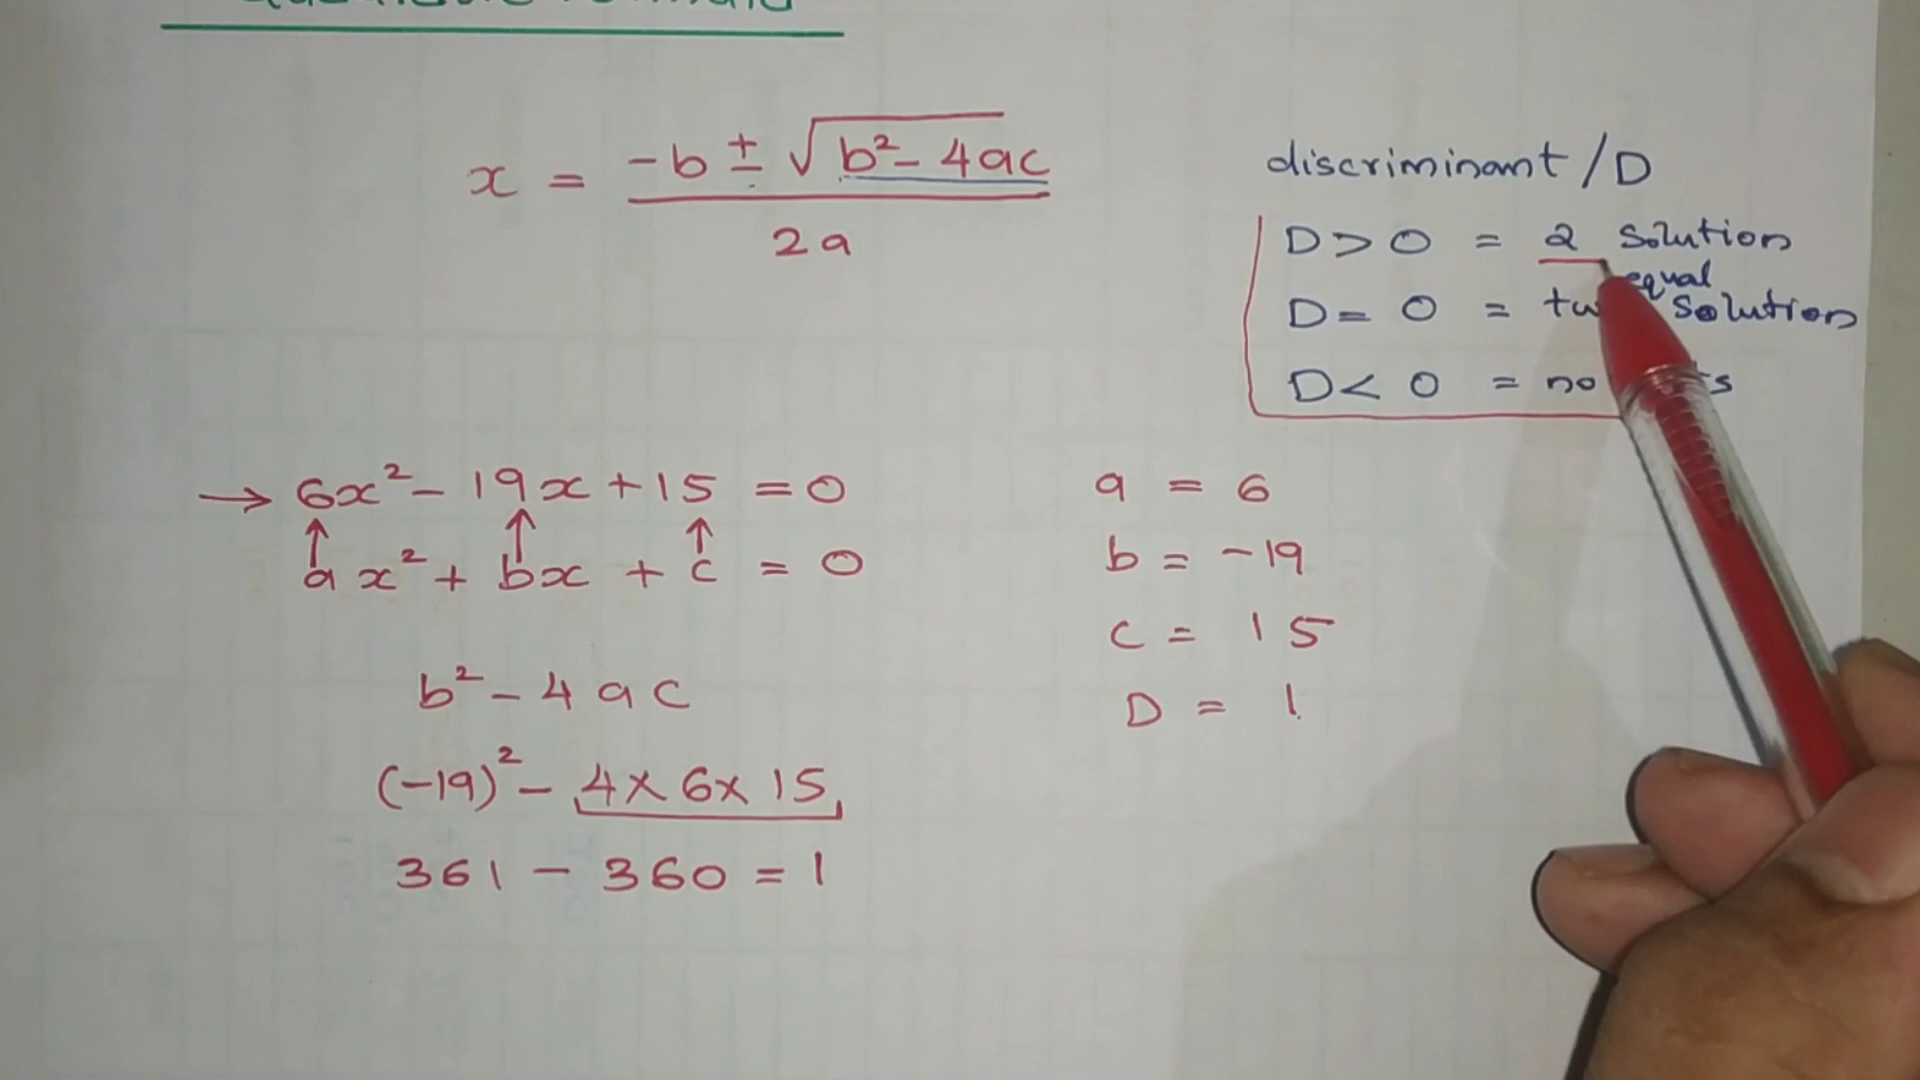 x = -b ± √b² - 4ac / 2a
discriminant / D
D > 0 = 2 Solution
D = 0 = equal Solution
D < 0 = no
→ 6x² - 19x + 15 = 0
ax² + bx + c = 0
a = 6
b = -19
c = 15
D = 1
b² - 4ac
(-19)² - 4 x 6 x 15
361 - 360 = 1